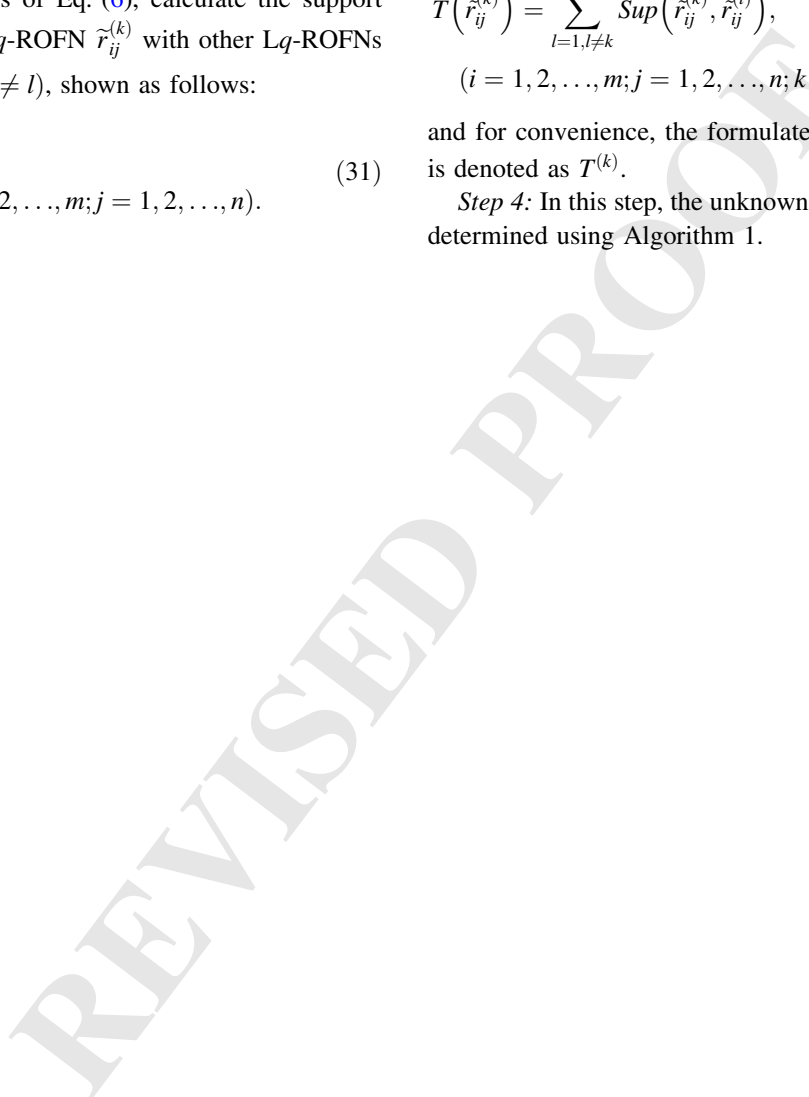 s of Eq. (6), calculate the support
q-ROFN r̃_{ij}^{(k)} with other Lq-ROFNs
≠ l), shown as follows:
(31)
2,…,m; j = 1, 2,…,n).
T(r̃_{ij}^{(k)}) = ∑_{l=1,l≠k} Sup(r̃_{ij}^{(k)}, r̃_{ij}^{(l)}),
(i = 1, 2,…,m; j = 1, 2,…,n; k
and for convenience, the formulate
is denoted as T^{(k)}.
Step 4: In this step, the unknown
determined using Algorithm 1.
REVISED PROOF